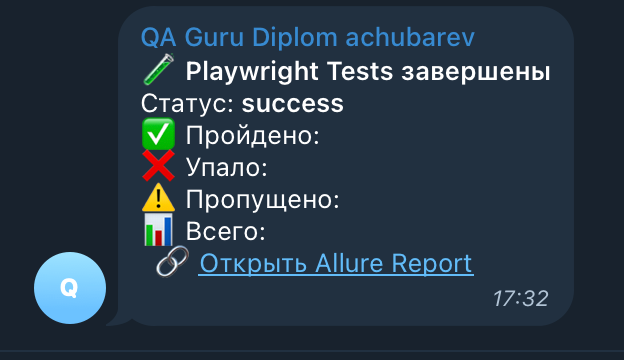 QA Guru Diplom achubarev
🧪 Playwright Tests завершены
Статус: success
✅ Пройдено:
❌ Упало:
⚠️ Пропущено:
📊 Всего:
🔗 Открыть Allure Report
Q
17:32